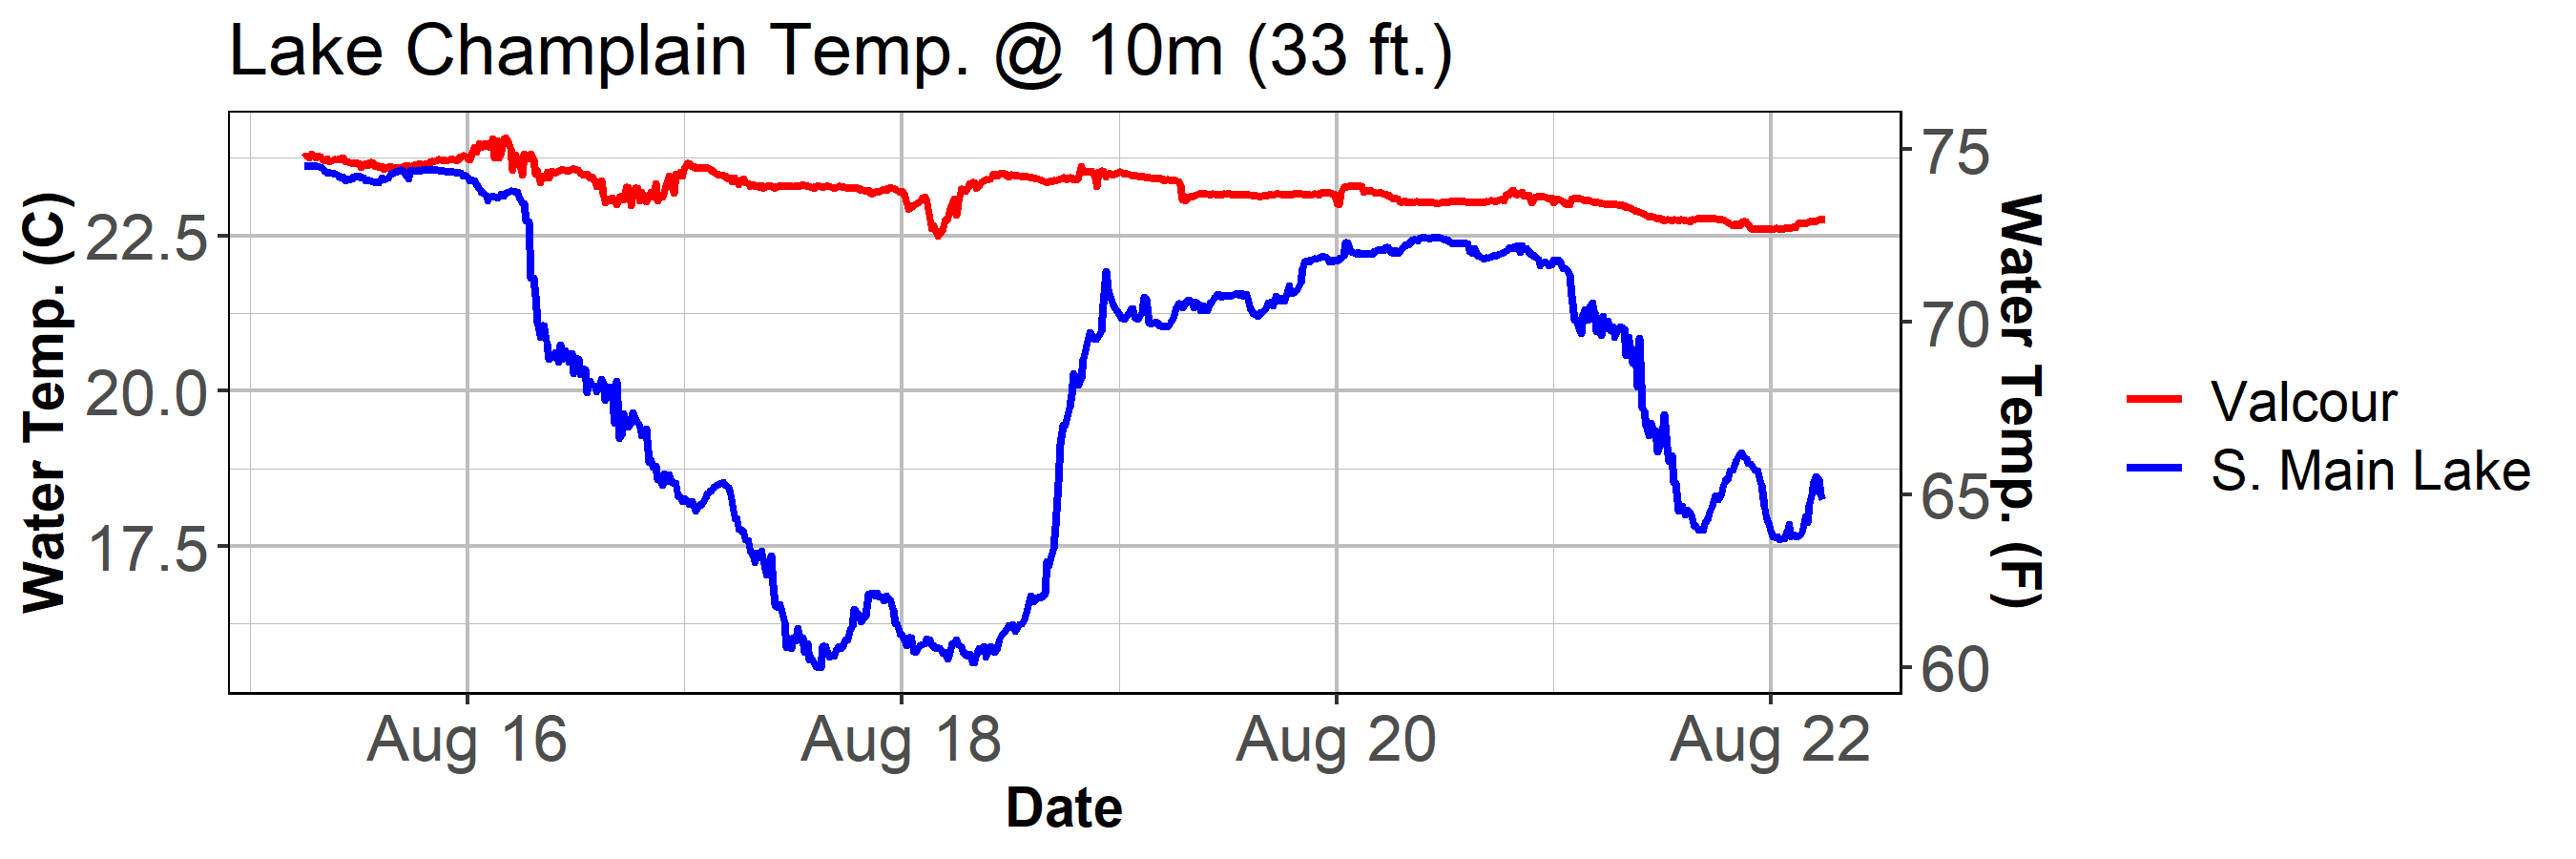 Lake Champlain Temp. @ 10m (33 ft.)
Water Temp. (C)
22.5
20.0
17.5
75
70
65
60
Water Temp. (F)
Aug 16
Aug 18
Aug 20
Aug 22
Date
Valcour
S. Main Lake